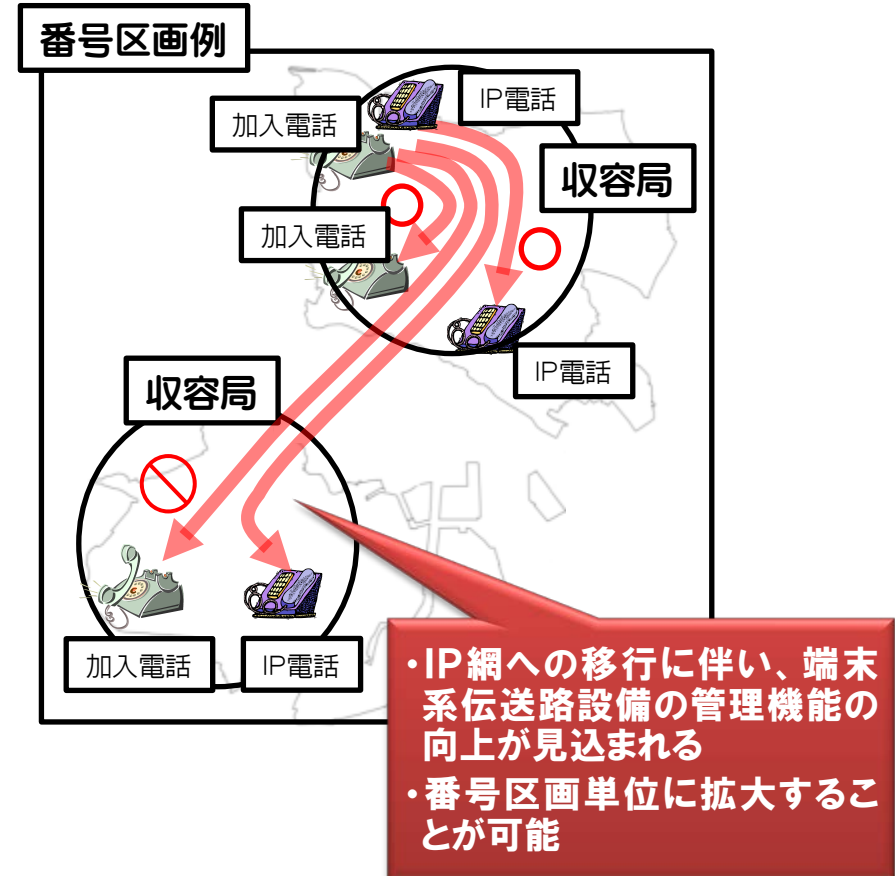 番号区画例
IP電話
加入電話
収容局
加入電話
IP電話
収容局
加入電話
IP電話
・IP網への移行に伴い、端末
系伝送路設備の管理機能の
向上が見込まれる
・番号区画単位に拡大するこ
とが可能